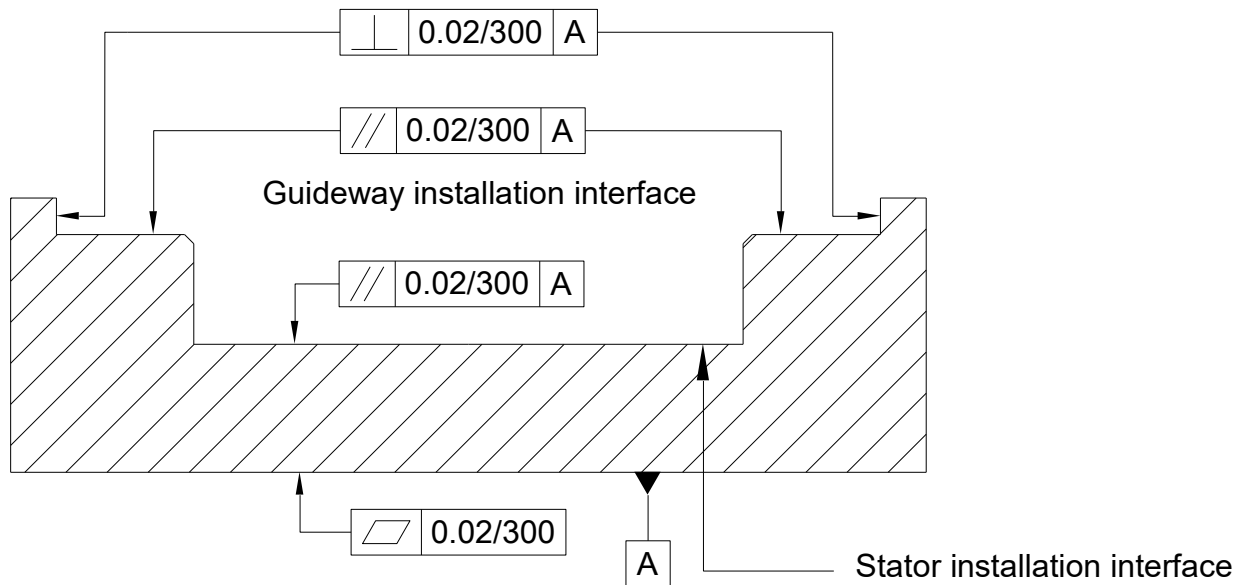 ⊥ 0.02/300 A
// 0.02/300 A
Guideway installation interface
// 0.02/300 A
⏥ 0.02/300
A
Stator installation interface